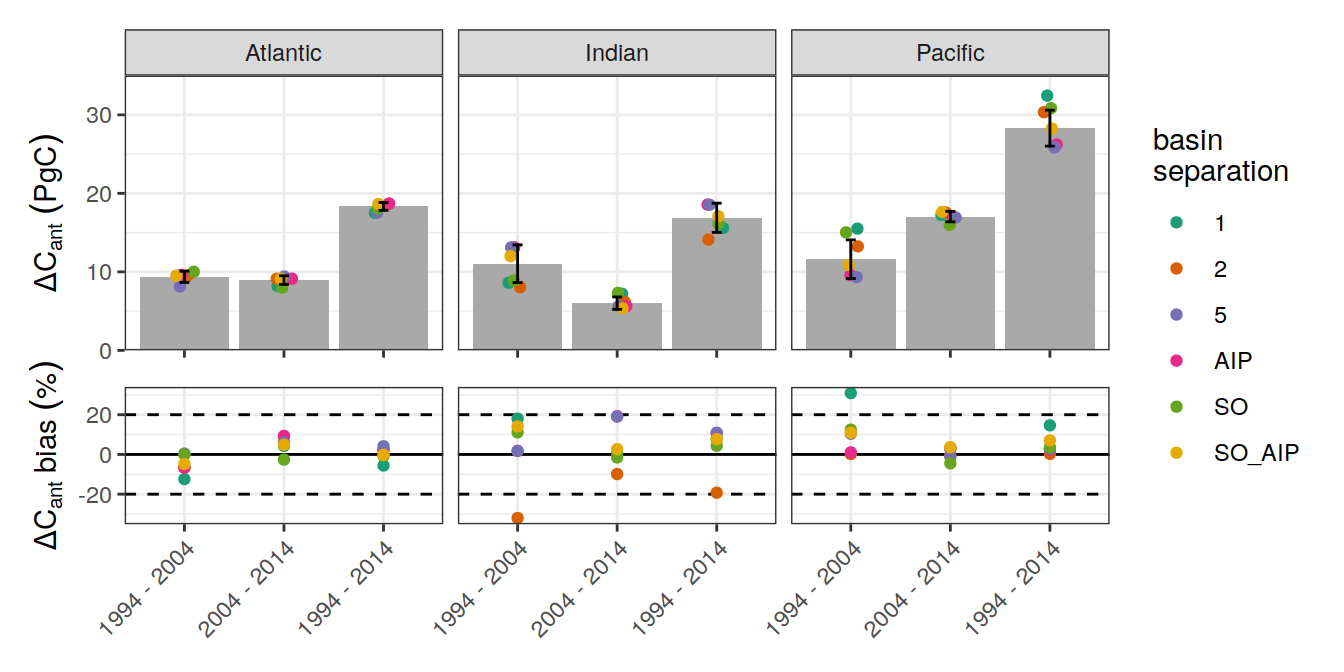 Atlantic
Indian
Pacific
ΔCant (PgC)
30
20
10
0
ΔCant bias (%)
20
0
-20
1994 - 2004
2004 - 2014
1994 - 2014
1994 - 2004
2004 - 2014
1994 - 2014
1994 - 2004
2004 - 2014
1994 - 2014
basin
separation
1
2
5
AIP
SO
SO_AIP